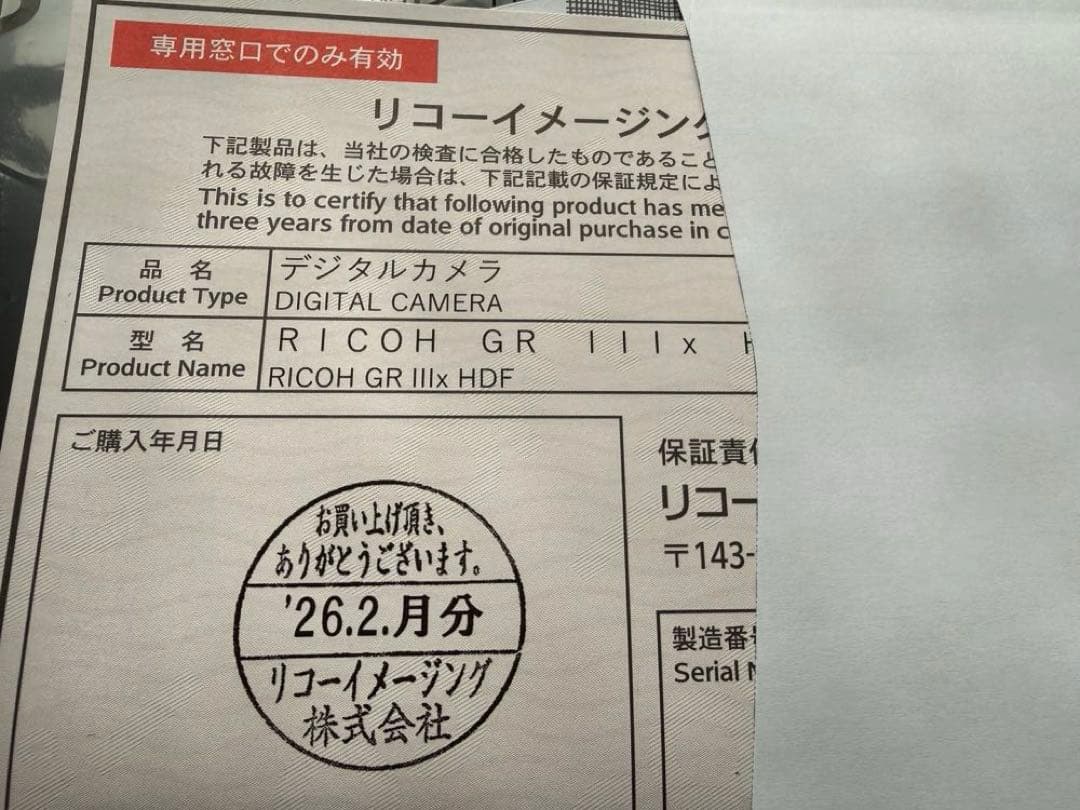 専用窓口でのみ有効
リコーイメージング
下記製品は、当社の検査に合格したものであること
れる故障を生じた場合は、下記記載の保証規定によ
This is to certify that following product has me
three years from date of original purchase in c
品 名
Product Type
デジタルカメラ
DIGITAL CAMERA
型 名
Product Name
RICOH GR IIIx H
RICOH GR IIIx HDF
ご購入年月日
お買い上げ頂き、
ありがとうございます。
'26.2.月分
リコーイメージング
株式会社
保証責任
リコー
〒143-
製造番号
Serial N